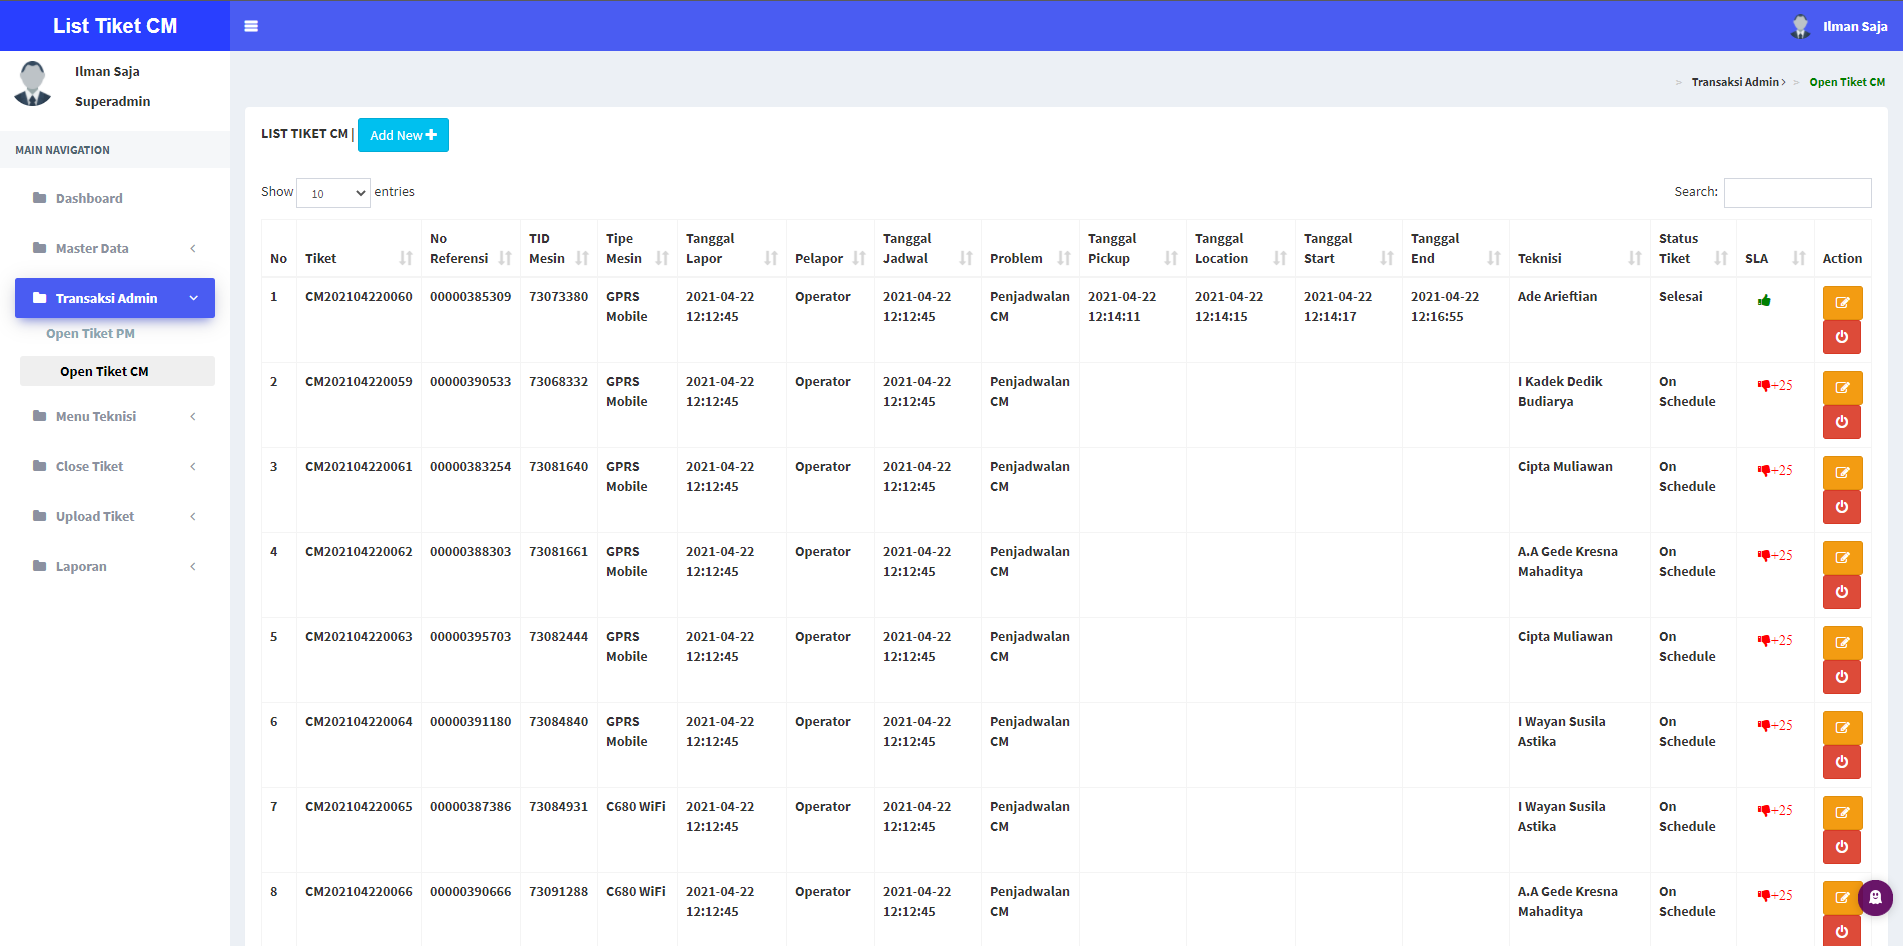 List Tiket CM
Ilman Saja
Ilman Saja
Superadmin
> Transaksi Admin > > Open Tiket CM
MAIN NAVIGATION
Dashboard
Master Data
Transaksi Admin
Open Tiket PM
Open Tiket CM
Menu Teknisi
Close Tiket
Upload Tiket
Laporan
LIST TIKET CM | Add New
Show 10 entries
Search:
No Tiket No Referensi TID Mesin Tipe Mesin Tanggal Lapor Pelapor Tanggal Jadwal Problem Tanggal Pickup Tanggal Location Tanggal Start Tanggal End Teknisi Status Tiket SLA Action
1 CM202104220060 00000385309 73073380 GPRS Mobile 2021-04-22 12:12:45 Operator 2021-04-22 12:12:45 Penjadwalan CM 2021-04-22 12:14:11 2021-04-22 12:14:15 2021-04-22 12:14:17 2021-04-22 12:16:55 Ade Arieftian Selesai
2 CM202104220059 00000390533 73068332 GPRS Mobile 2021-04-22 12:12:45 Operator 2021-04-22 12:12:45 Penjadwalan CM I Kadek Dedik Budiarya On Schedule +25
3 CM202104220061 00000383254 73081640 GPRS Mobile 2021-04-22 12:12:45 Operator 2021-04-22 12:12:45 Penjadwalan CM Cipta Muliawan On Schedule +25
4 CM202104220062 00000388303 73081661 GPRS Mobile 2021-04-22 12:12:45 Operator 2021-04-22 12:12:45 Penjadwalan CM A.A Gede Kresna Mahaditya On Schedule +25
5 CM202104220063 00000395703 73082444 GPRS Mobile 2021-04-22 12:12:45 Operator 2021-04-22 12:12:45 Penjadwalan CM Cipta Muliawan On Schedule +25
6 CM202104220064 00000391180 73084840 GPRS Mobile 2021-04-22 12:12:45 Operator 2021-04-22 12:12:45 Penjadwalan CM I Wayan Susila Astika On Schedule +25
7 CM202104220065 00000387386 73084931 C680 WiFi 2021-04-22 12:12:45 Operator 2021-04-22 12:12:45 Penjadwalan CM I Wayan Susila Astika On Schedule +25
8 CM202104220066 00000390666 73091288 C680 WiFi 2021-04-22 12:12:45 Operator 2021-04-22 12:12:45 Penjadwalan CM A.A Gede Kresna Mahaditya On Schedule +25